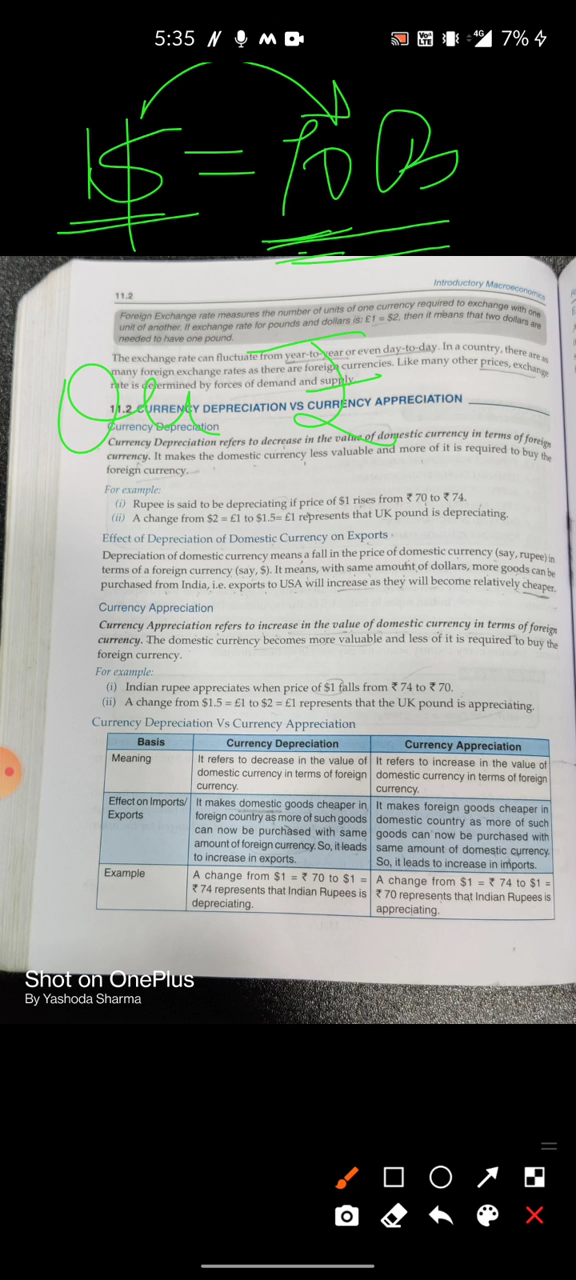 5:35 7%
4G
Vo))
LTE
1$ = 70
11.2
Introductory Macroeconomics
Foreign Exchange rate measures the number of units of one currency required to exchange with one
unit of another. If exchange rate for pounds and dollars is: £1 = $2, then it means that two dollars are
needed to have one pound.
The exchange rate can fluctuate from year-to-year or even day-to-day. In a country, there are as
many foreign exchange rates as there are foreign currencies. Like many other prices, exchange
rate is determined by forces of demand and supply.
11.2 CURRENCY DEPRECIATION VS CURRENCY APPRECIATION
Currency Depreciation
Currency Depreciation refers to decrease in the value of domestic currency in terms of foreign
currency. It makes the domestic currency less valuable and more of it is required to buy the
foreign currency.
For example:
(i) Rupee is said to be depreciating if price of $1 rises from ₹ 70 to ₹ 74.
(ii) A change from $2 = £1 to $1.5= £1 represents that UK pound is depreciating.
Effect of Depreciation of Domestic Currency on Exports
Depreciation of domestic currency means a fall in the price of domestic currency (say, rupee) in
terms of a foreign currency (say, $). It means, with same amount of dollars, more goods can be
purchased from India, i.e. exports to USA will increase as they will become relatively cheaper.
Currency Appreciation
Currency Appreciation refers to increase in the value of domestic currency in terms of foreign
currency. The domestic currency becomes more valuable and less of it is required to buy the
foreign currency.
For example:
(i) Indian rupee appreciates when price of $1 falls from ₹ 74 to ₹ 70.
(ii) A change from $1.5 = £1 to $2 = £1 represents that the UK pound is appreciating.
Currency Depreciation Vs Currency Appreciation
Basis Currency Depreciation Currency Appreciation
Meaning It refers to decrease in the value of It refers to increase in the value of
domestic currency in terms of foreign domestic currency in terms of foreign
currency. currency.
Effect on Imports/ It makes domestic goods cheaper in It makes foreign goods cheaper in
Exports foreign country as more of such goods domestic country as more of such
can now be purchased with same goods can now be purchased with
amount of foreign currency. So, it leads same amount of domestic currency.
to increase in exports. So, it leads to increase in imports.
Example A change from $1 = ₹ 70 to $1 = A change from $1 = ₹ 74 to $1 =
₹ 74 represents that Indian Rupees is ₹ 70 represents that Indian Rupees is
depreciating. appreciating.
Shot on OnePlus
By Yashoda Sharma